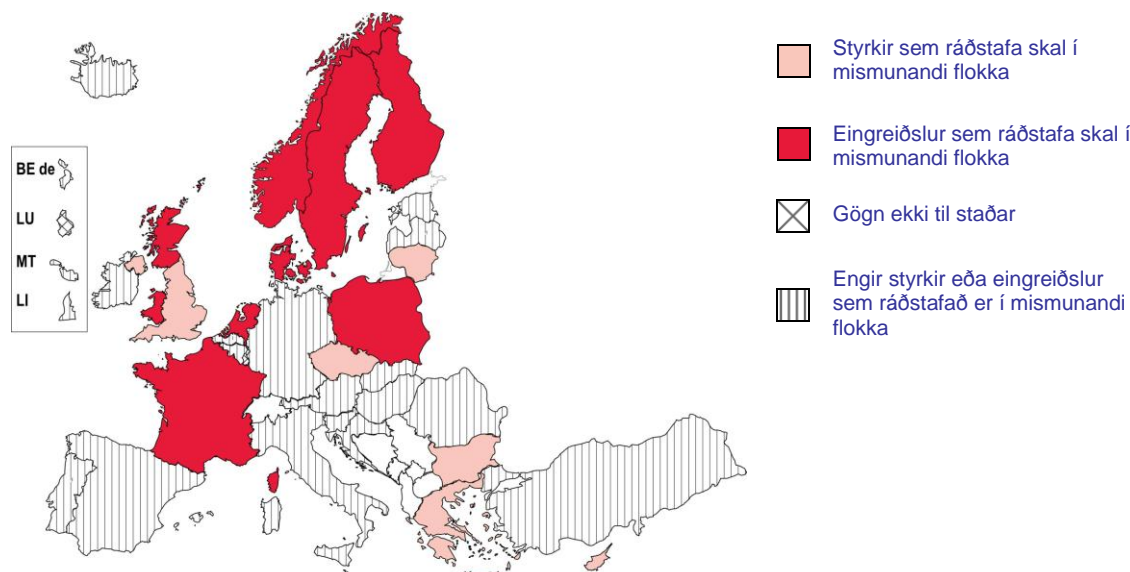 BE de
LU
MT
LI
Styrkir sem ráðstafa skal í
mismunandi flokka
Eingreiðslur sem ráðstafa skal í
mismunandi flokka
Gögn ekki til staðar
Engir styrkir eða eingreiðslur
sem ráðstafað er í mismunandi
flokka